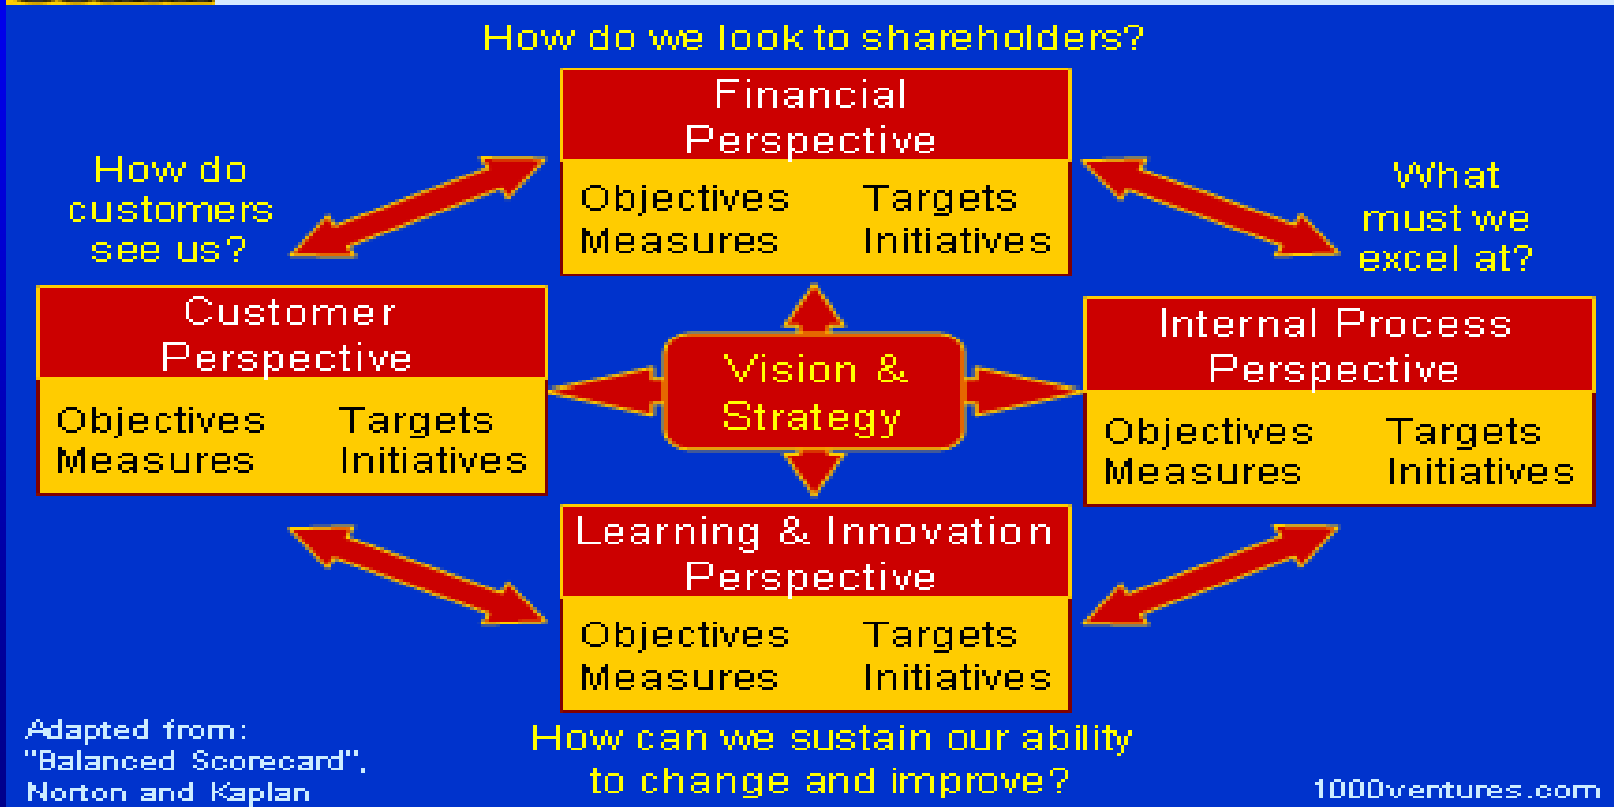 How do we look to shareholders?
Financial
Perspective
Objectives Targets
Measures Initiatives
How do
customers
see us?
What
must we
excel at?
Customer
Perspective
Objectives Targets
Measures Initiatives
Vision &
Strategy
Internal Process
Perspective
Objectives Targets
Measures Initiatives
Learning & Innovation
Perspective
Objectives Targets
Measures Initiatives
How can we sustain our ability
to change and improve?
Adapted from:
"Balanced Scorecard",
Norton and Kaplan
1000ventures.com